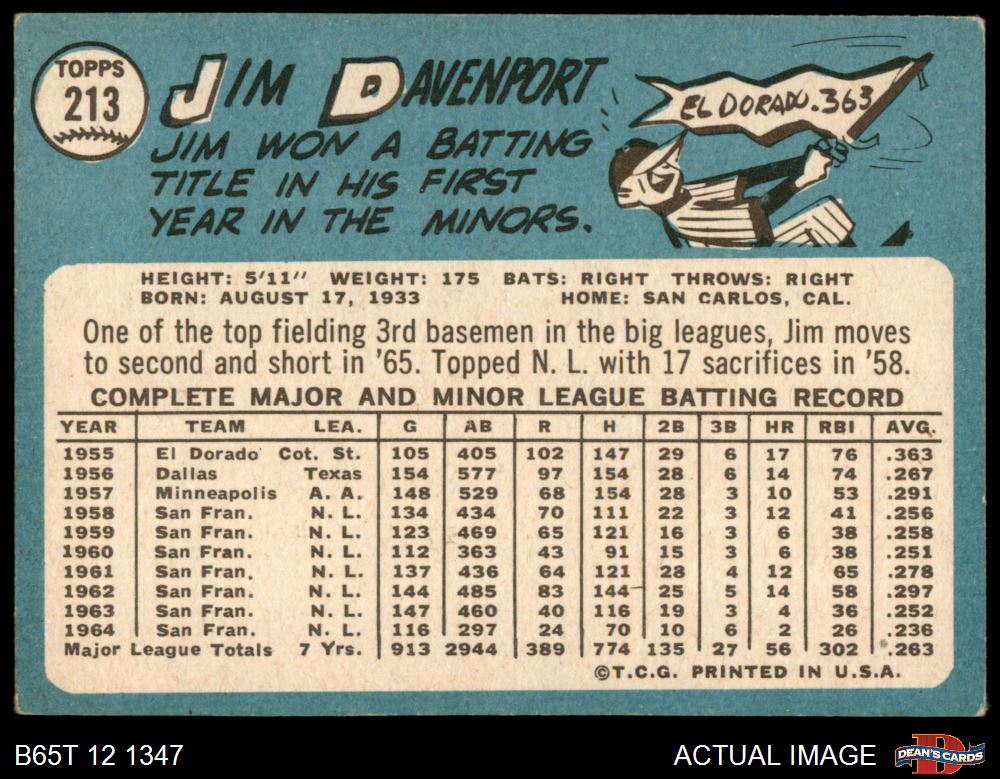 TOPPS
213
JIM DAVENPORT
JIM WON A BATTING
TITLE IN HIS FIRST
YEAR IN THE MINORS.
EL DORADO .363
HEIGHT: 5'11" WEIGHT: 175 BATS: RIGHT THROWS: RIGHT
BORN: AUGUST 17, 1933 HOME: SAN CARLOS, CAL.
One of the top fielding 3rd basemen in the big leagues, Jim moves
to second and short in '65. Topped N. L. with 17 sacrifices in '58.
COMPLETE MAJOR AND MINOR LEAGUE BATTING RECORD
YEAR TEAM LEA. G AB R H 2B 3B HR RBI AVG.
1955 El Dorado Cot. St. 105 405 102 147 29 6 17 76 .363
1956 Dallas Texas 154 577 97 154 28 6 14 74 .267
1957 Minneapolis A. A. 148 529 68 154 28 3 10 53 .291
1958 San Fran. N. L. 134 434 70 111 22 3 12 41 .256
1959 San Fran. N. L. 123 469 65 121 16 3 6 38 .258
1960 San Fran. N. L. 112 363 43 91 15 3 6 38 .251
1961 San Fran. N. L. 137 436 64 121 28 4 12 65 .278
1962 San Fran. N. L. 144 485 83 144 25 5 14 58 .297
1963 San Fran. N. L. 147 460 40 116 19 3 4 36 .252
1964 San Fran. N. L. 116 297 24 70 10 6 2 26 .236
Major League Totals 7 Yrs. 913 2944 389 774 135 27 56 302 .263
©T.C.G. PRINTED IN U.S.A.
B65T 12 1347 ACTUAL IMAGE DEAN'S CARDS